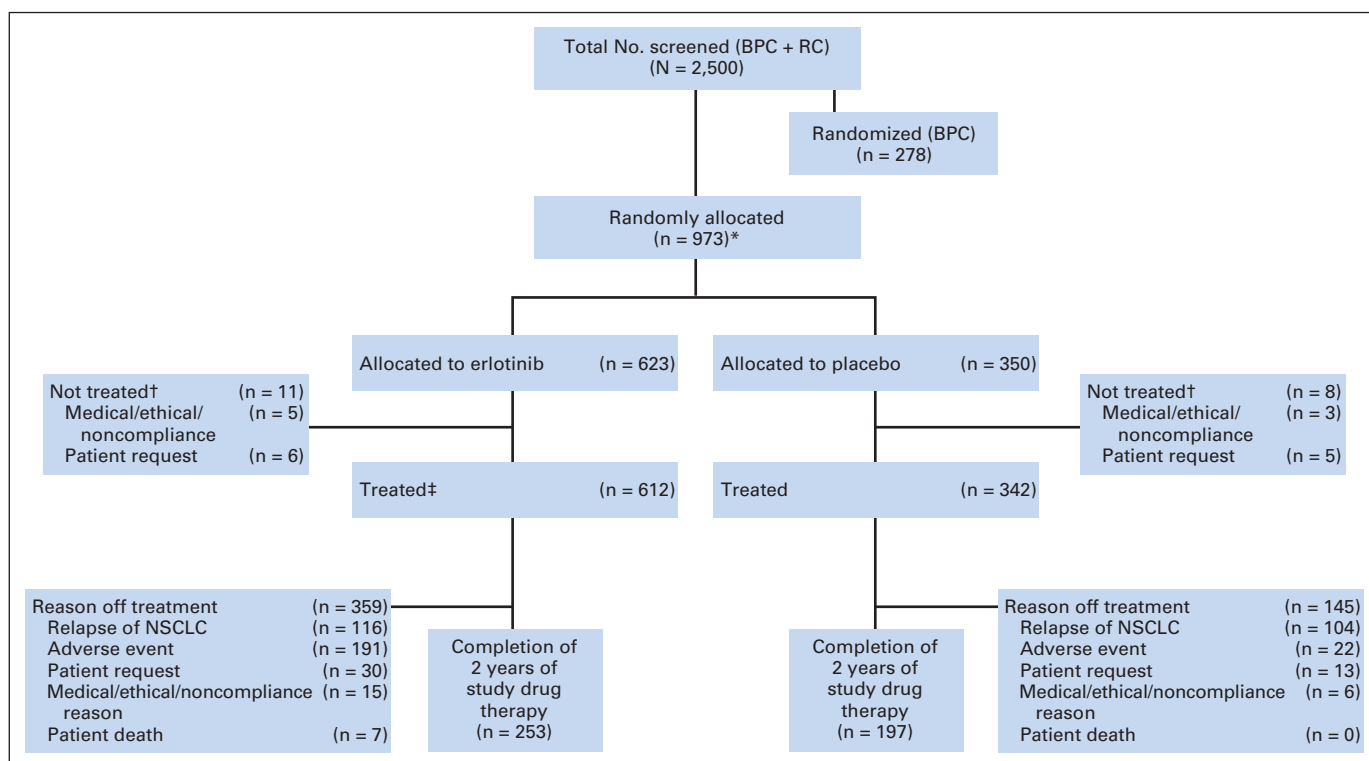 Total No. screened (BPC + RC)
(N = 2,500)
Randomized (BPC)
(n = 278)
Randomly allocated
(n = 973)*
Allocated to erlotinib (n = 623)
Allocated to placebo (n = 350)
Not treated† (n = 11)
Medical/ethical/ (n = 5)
noncompliance
Patient request (n = 6)
Not treated† (n = 8)
Medical/ethical/ (n = 3)
noncompliance
Patient request (n = 5)
Treated‡ (n = 612)
Treated (n = 342)
Reason off treatment (n = 359)
Relapse of NSCLC (n = 116)
Adverse event (n = 191)
Patient request (n = 30)
Medical/ethical/noncompliance (n = 15)
reason
Patient death (n = 7)
Completion of
2 years of
study drug
therapy
(n = 253)
Completion of
2 years of
study drug
therapy
(n = 197)
Reason off treatment (n = 145)
Relapse of NSCLC (n = 104)
Adverse event (n = 22)
Patient request (n = 13)
Medical/ethical/noncompliance (n = 6)
reason
Patient death (n = 0)